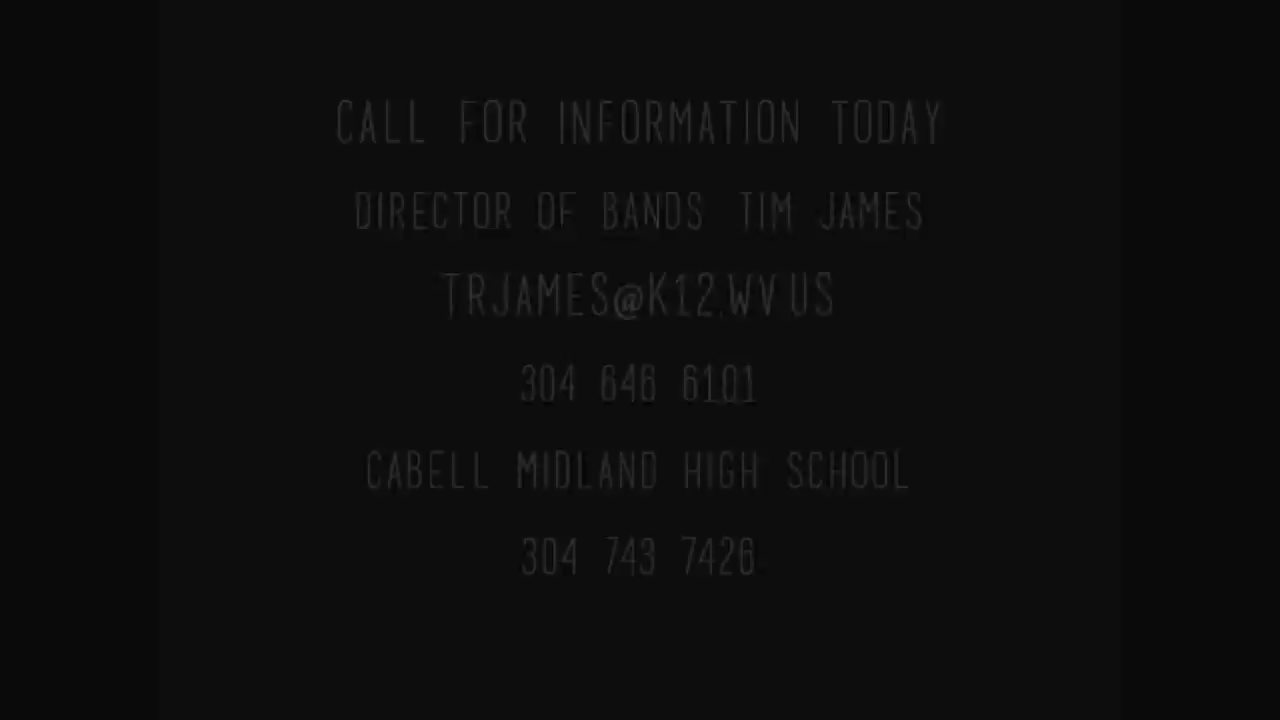 CALL FOR INFORMATION TODAY
DIRECTOR OF BANDS TIM JAMES
TRJAMES@K12.WV.US
304 646 6101
CABELL MIDLAND HIGH SCHOOL
304 743 7426